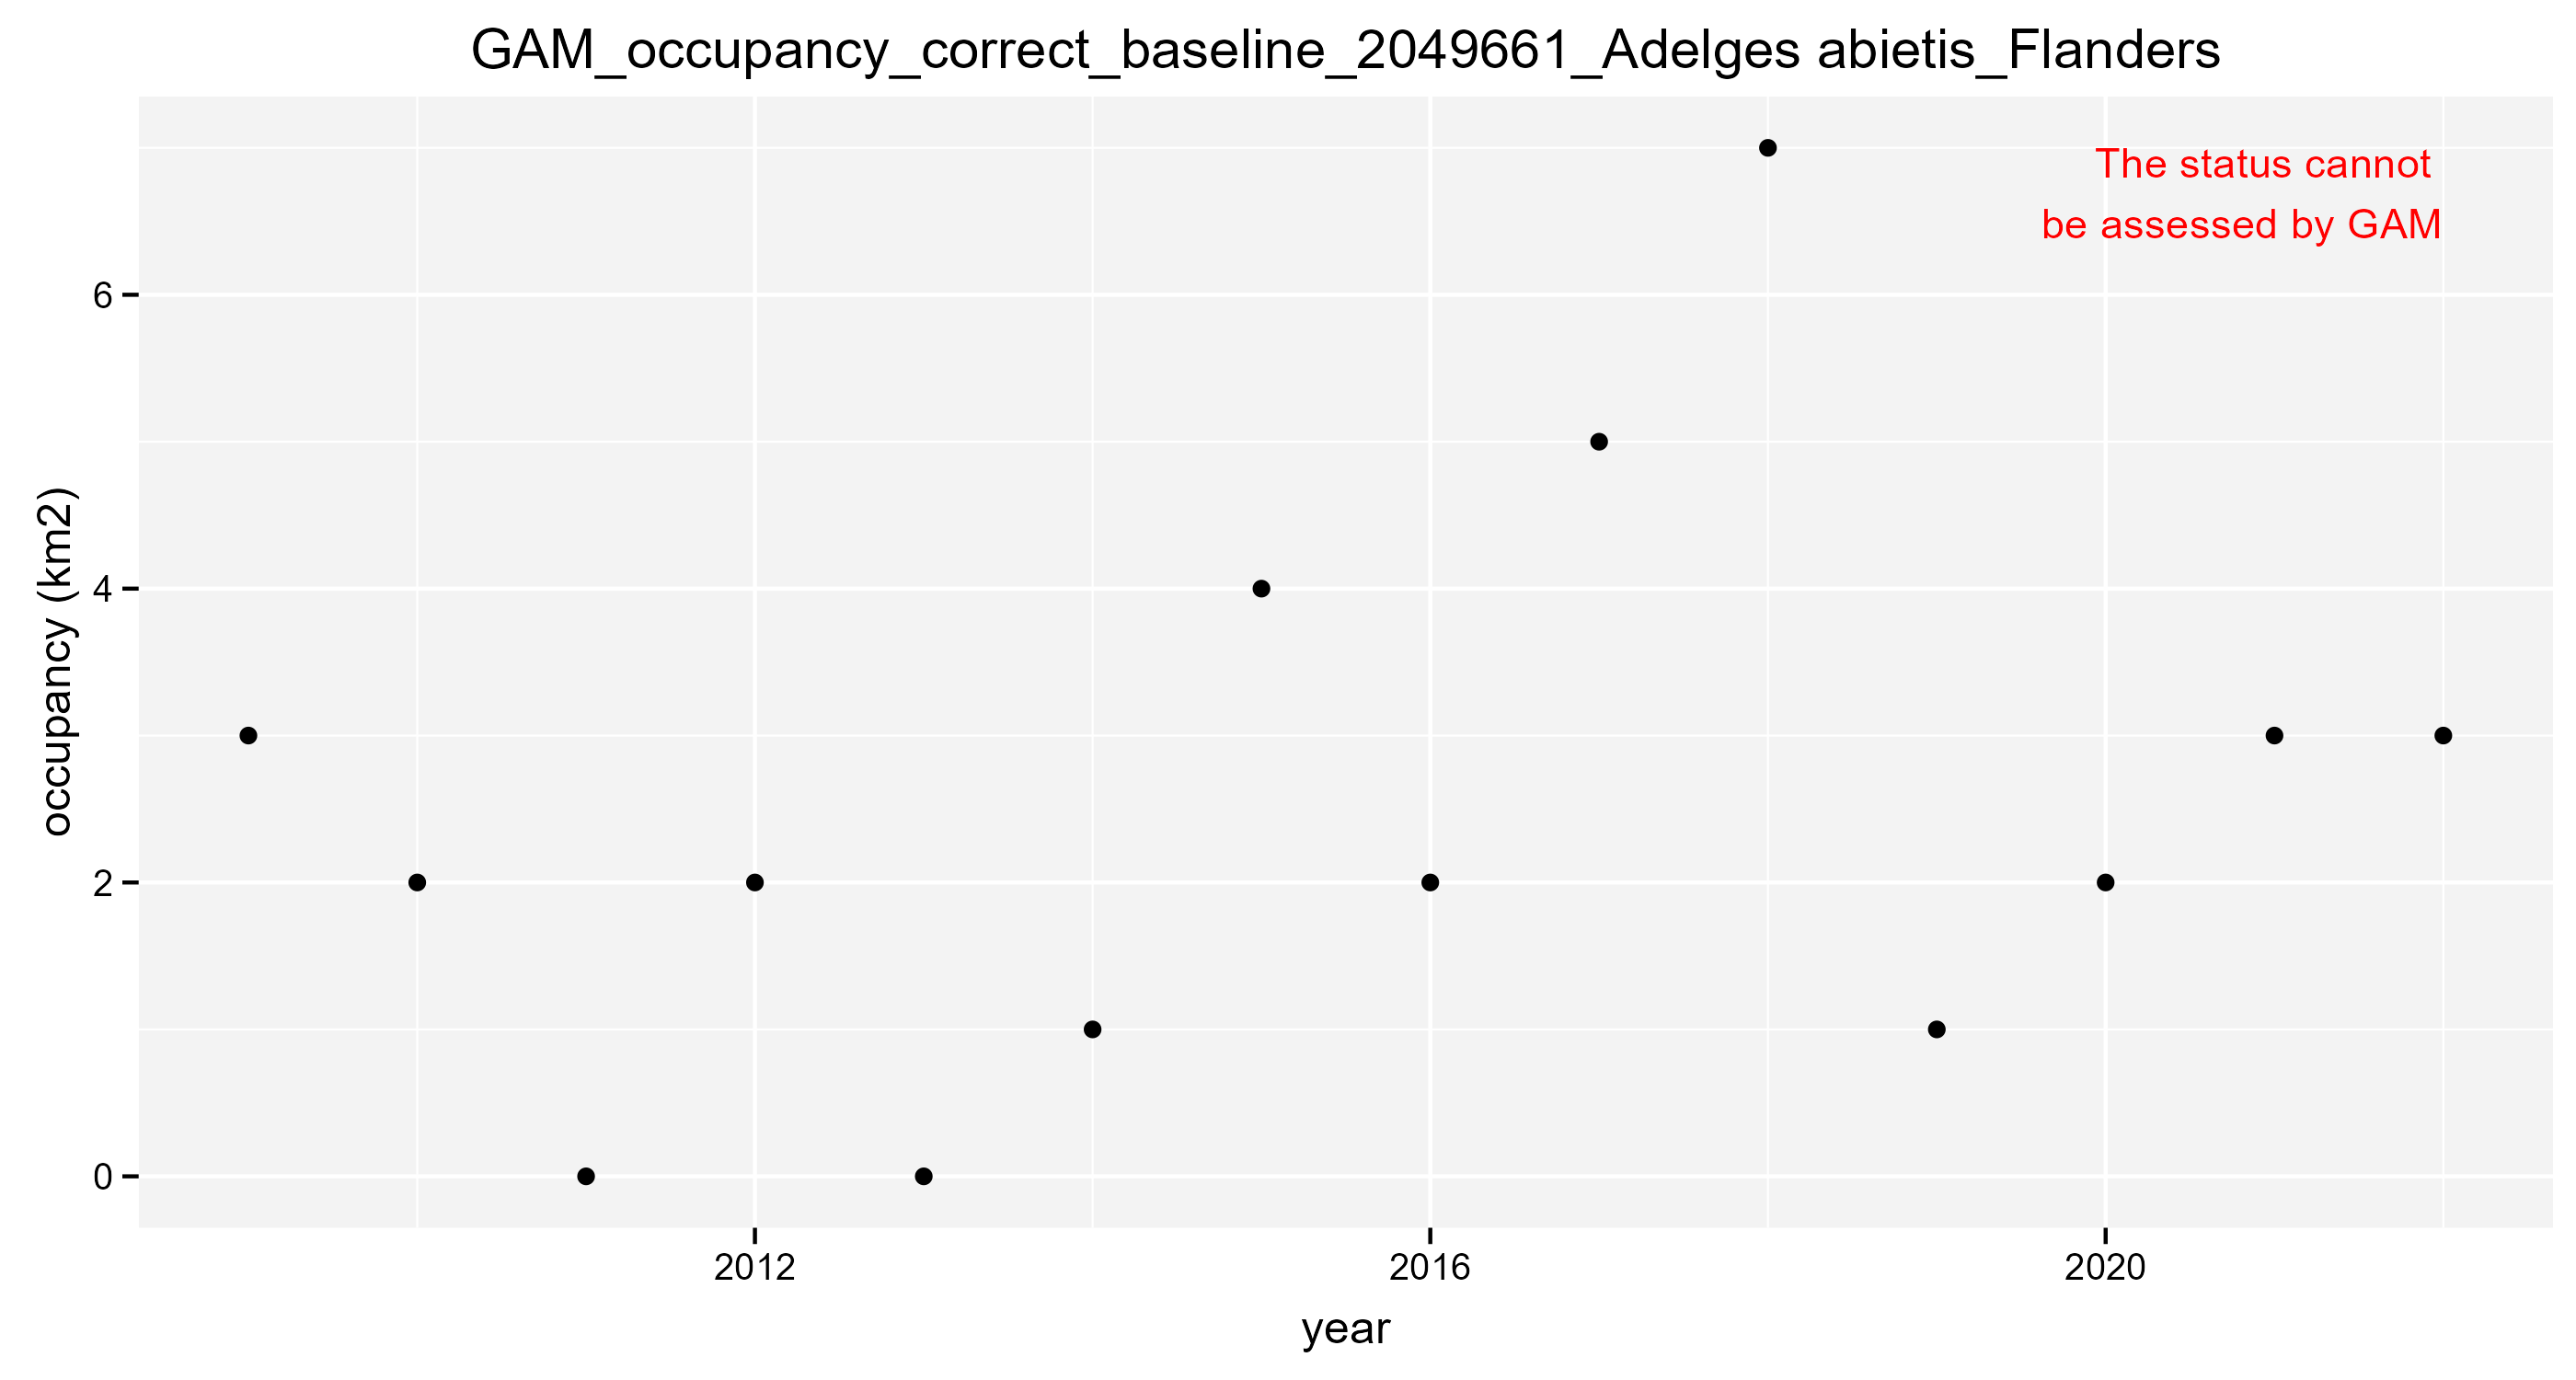 GAM_occupancy_correct_baseline_2049661_Adelges abietis_Flanders
The status cannot
be assessed by GAM
occupancy (km2)
6
4
2
0
2012
2016
2020
year